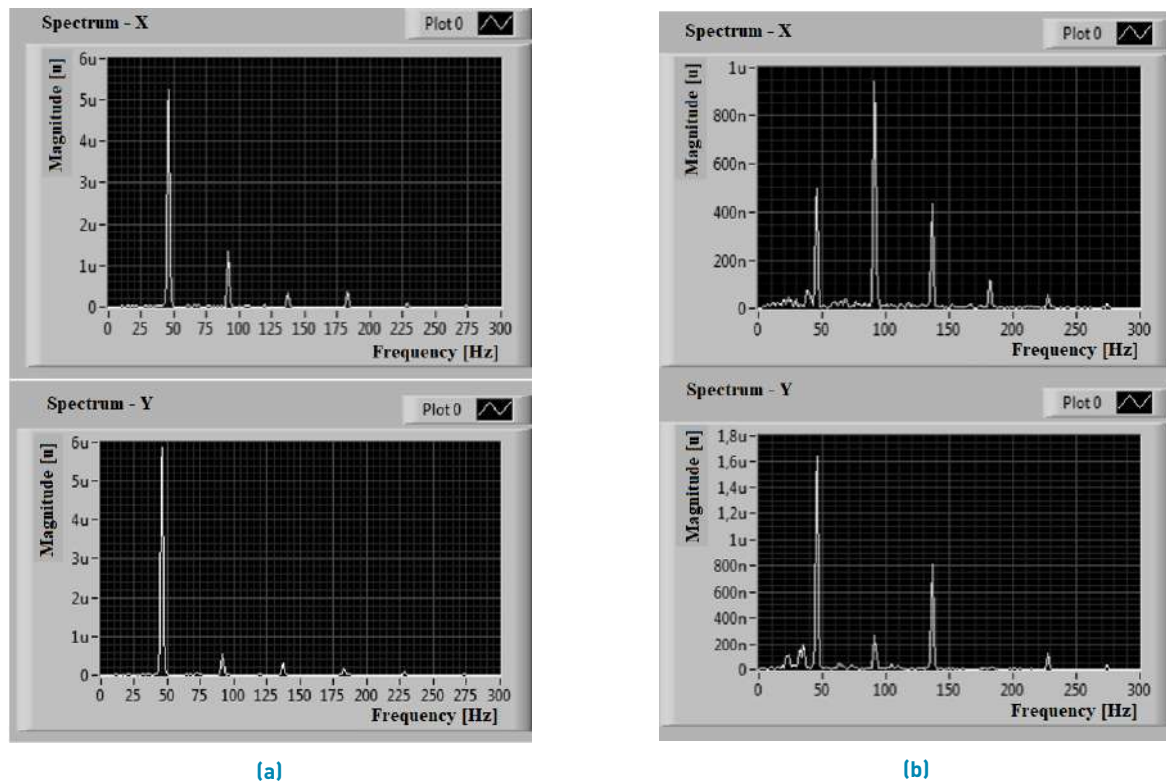 Spectrum - X
Plot 0
Magnitude [u]
6u
5u
4u
3u
2u
1u
0
0 25 50 75 100 125 150 175 200 225 250 275 300
Frequency [Hz]
Spectrum - Y
Plot 0
Magnitude [u]
6u
5u
4u
3u
2u
1u
0
0 25 50 75 100 125 150 175 200 225 250 275 300
Frequency [Hz]
(a)
Spectrum - X
Plot 0
Magnitude [u]
1u
800n
600n
400n
200n
0
0 50 100 150 200 250 300
Frequency [Hz]
Spectrum - Y
Plot 0
Magnitude [u]
1,8u
1,6u
1,4u
1,2u
1u
800n
600n
400n
200n
0
0 50 100 150 200 250 300
Frequency [Hz]
(b)